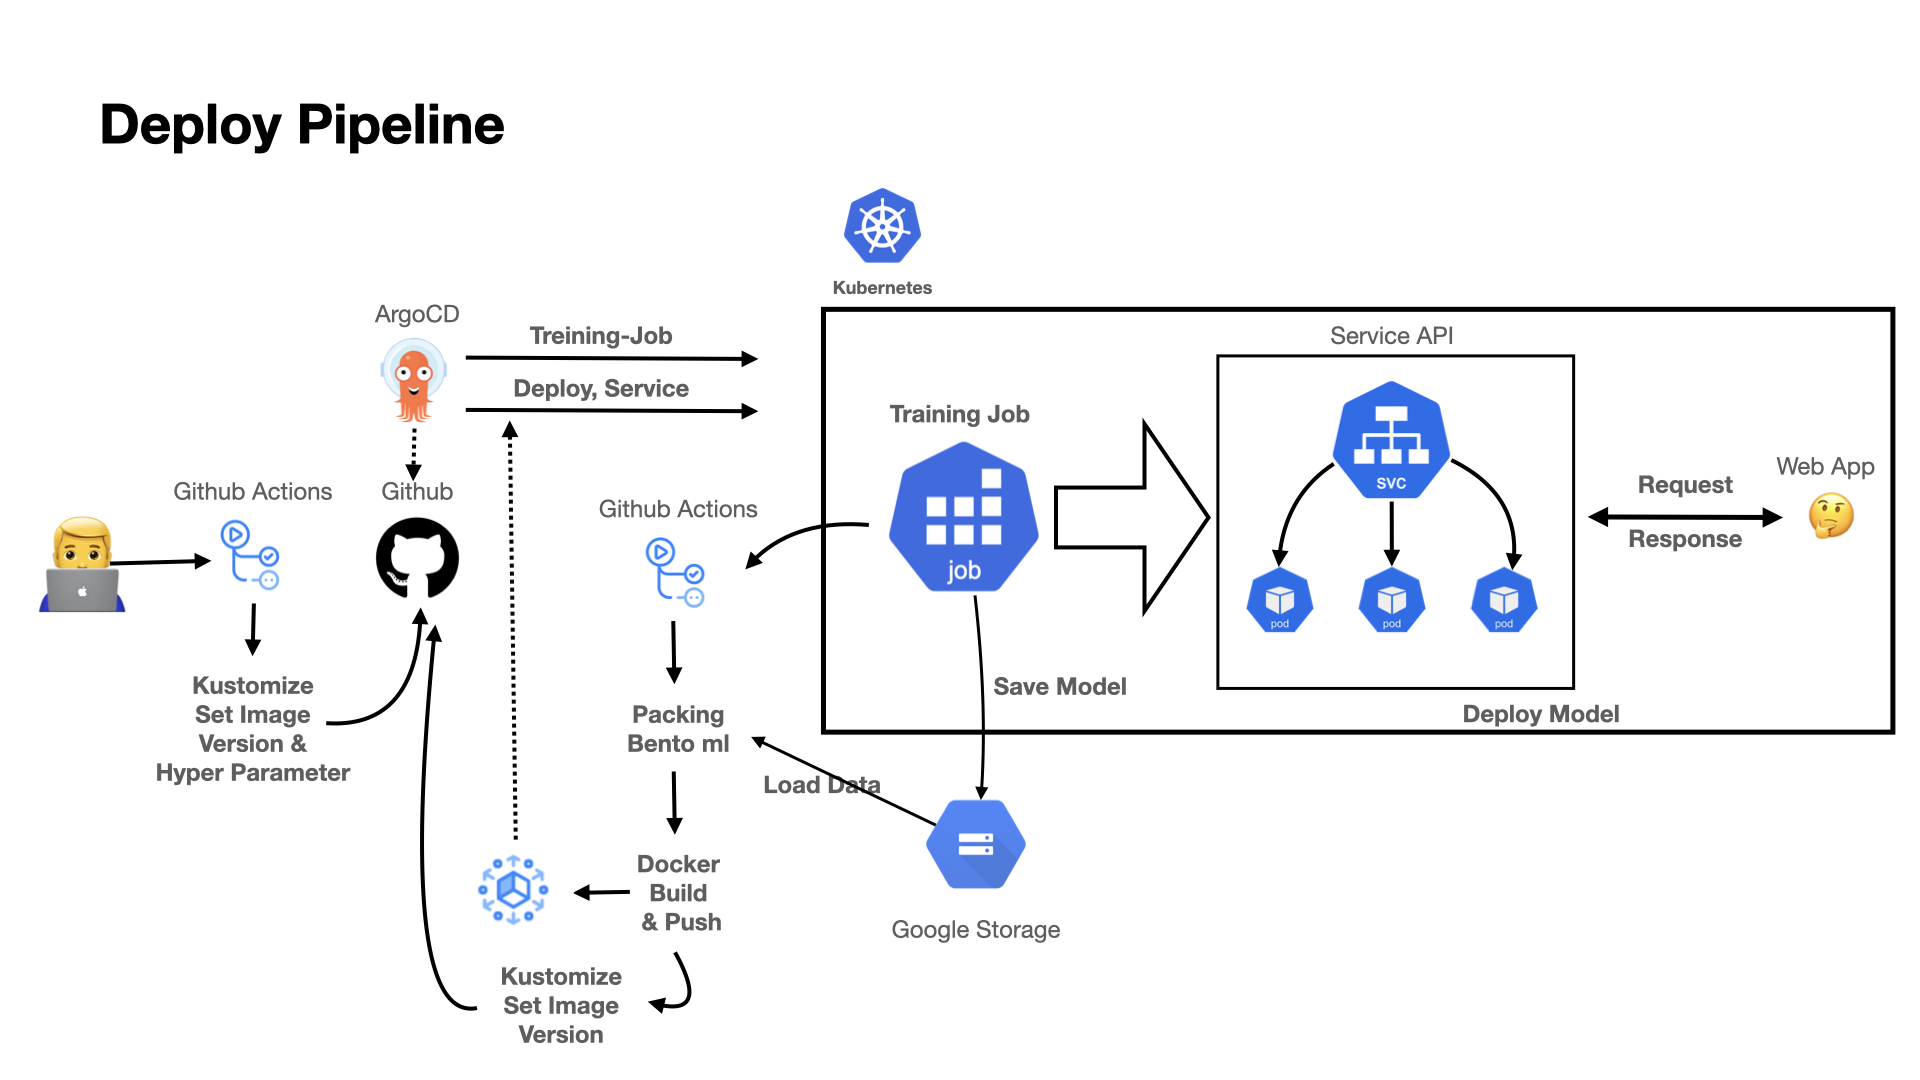 Deploy Pipeline
Kubernetes
ArgoCD
Treining-Job
Deploy, Service
Github Actions
Github
Kustomize
Set Image
Version &
Hyper Parameter
Github Actions
Packing
Bento ml
Load Data
Docker
Build
& Push
Kustomize
Set Image
Version
Training Job
job
Save Model
Google Storage
Service API
svc
pod
pod
pod
Deploy Model
Request
Response
Web App